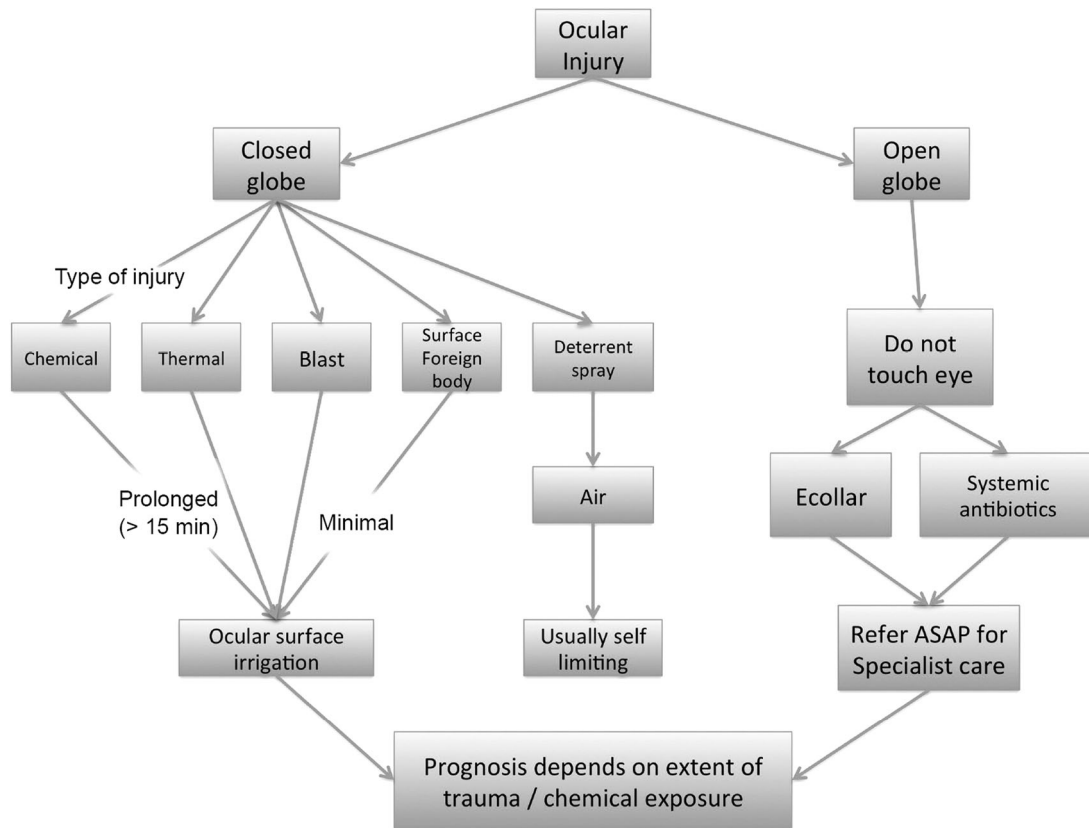 Ocular
Injury
Closed
globe
Open
globe
Type of injury
Chemical
Thermal
Blast
Surface
Foreign
body
Deterrent
spray
Do not
touch eye
Prolonged
(> 15 min)
Minimal
Air
Ecollar
Systemic
antibiotics
Ocular surface
irrigation
Usually self
limiting
Refer ASAP for
Specialist care
Prognosis depends on extent of
trauma / chemical exposure